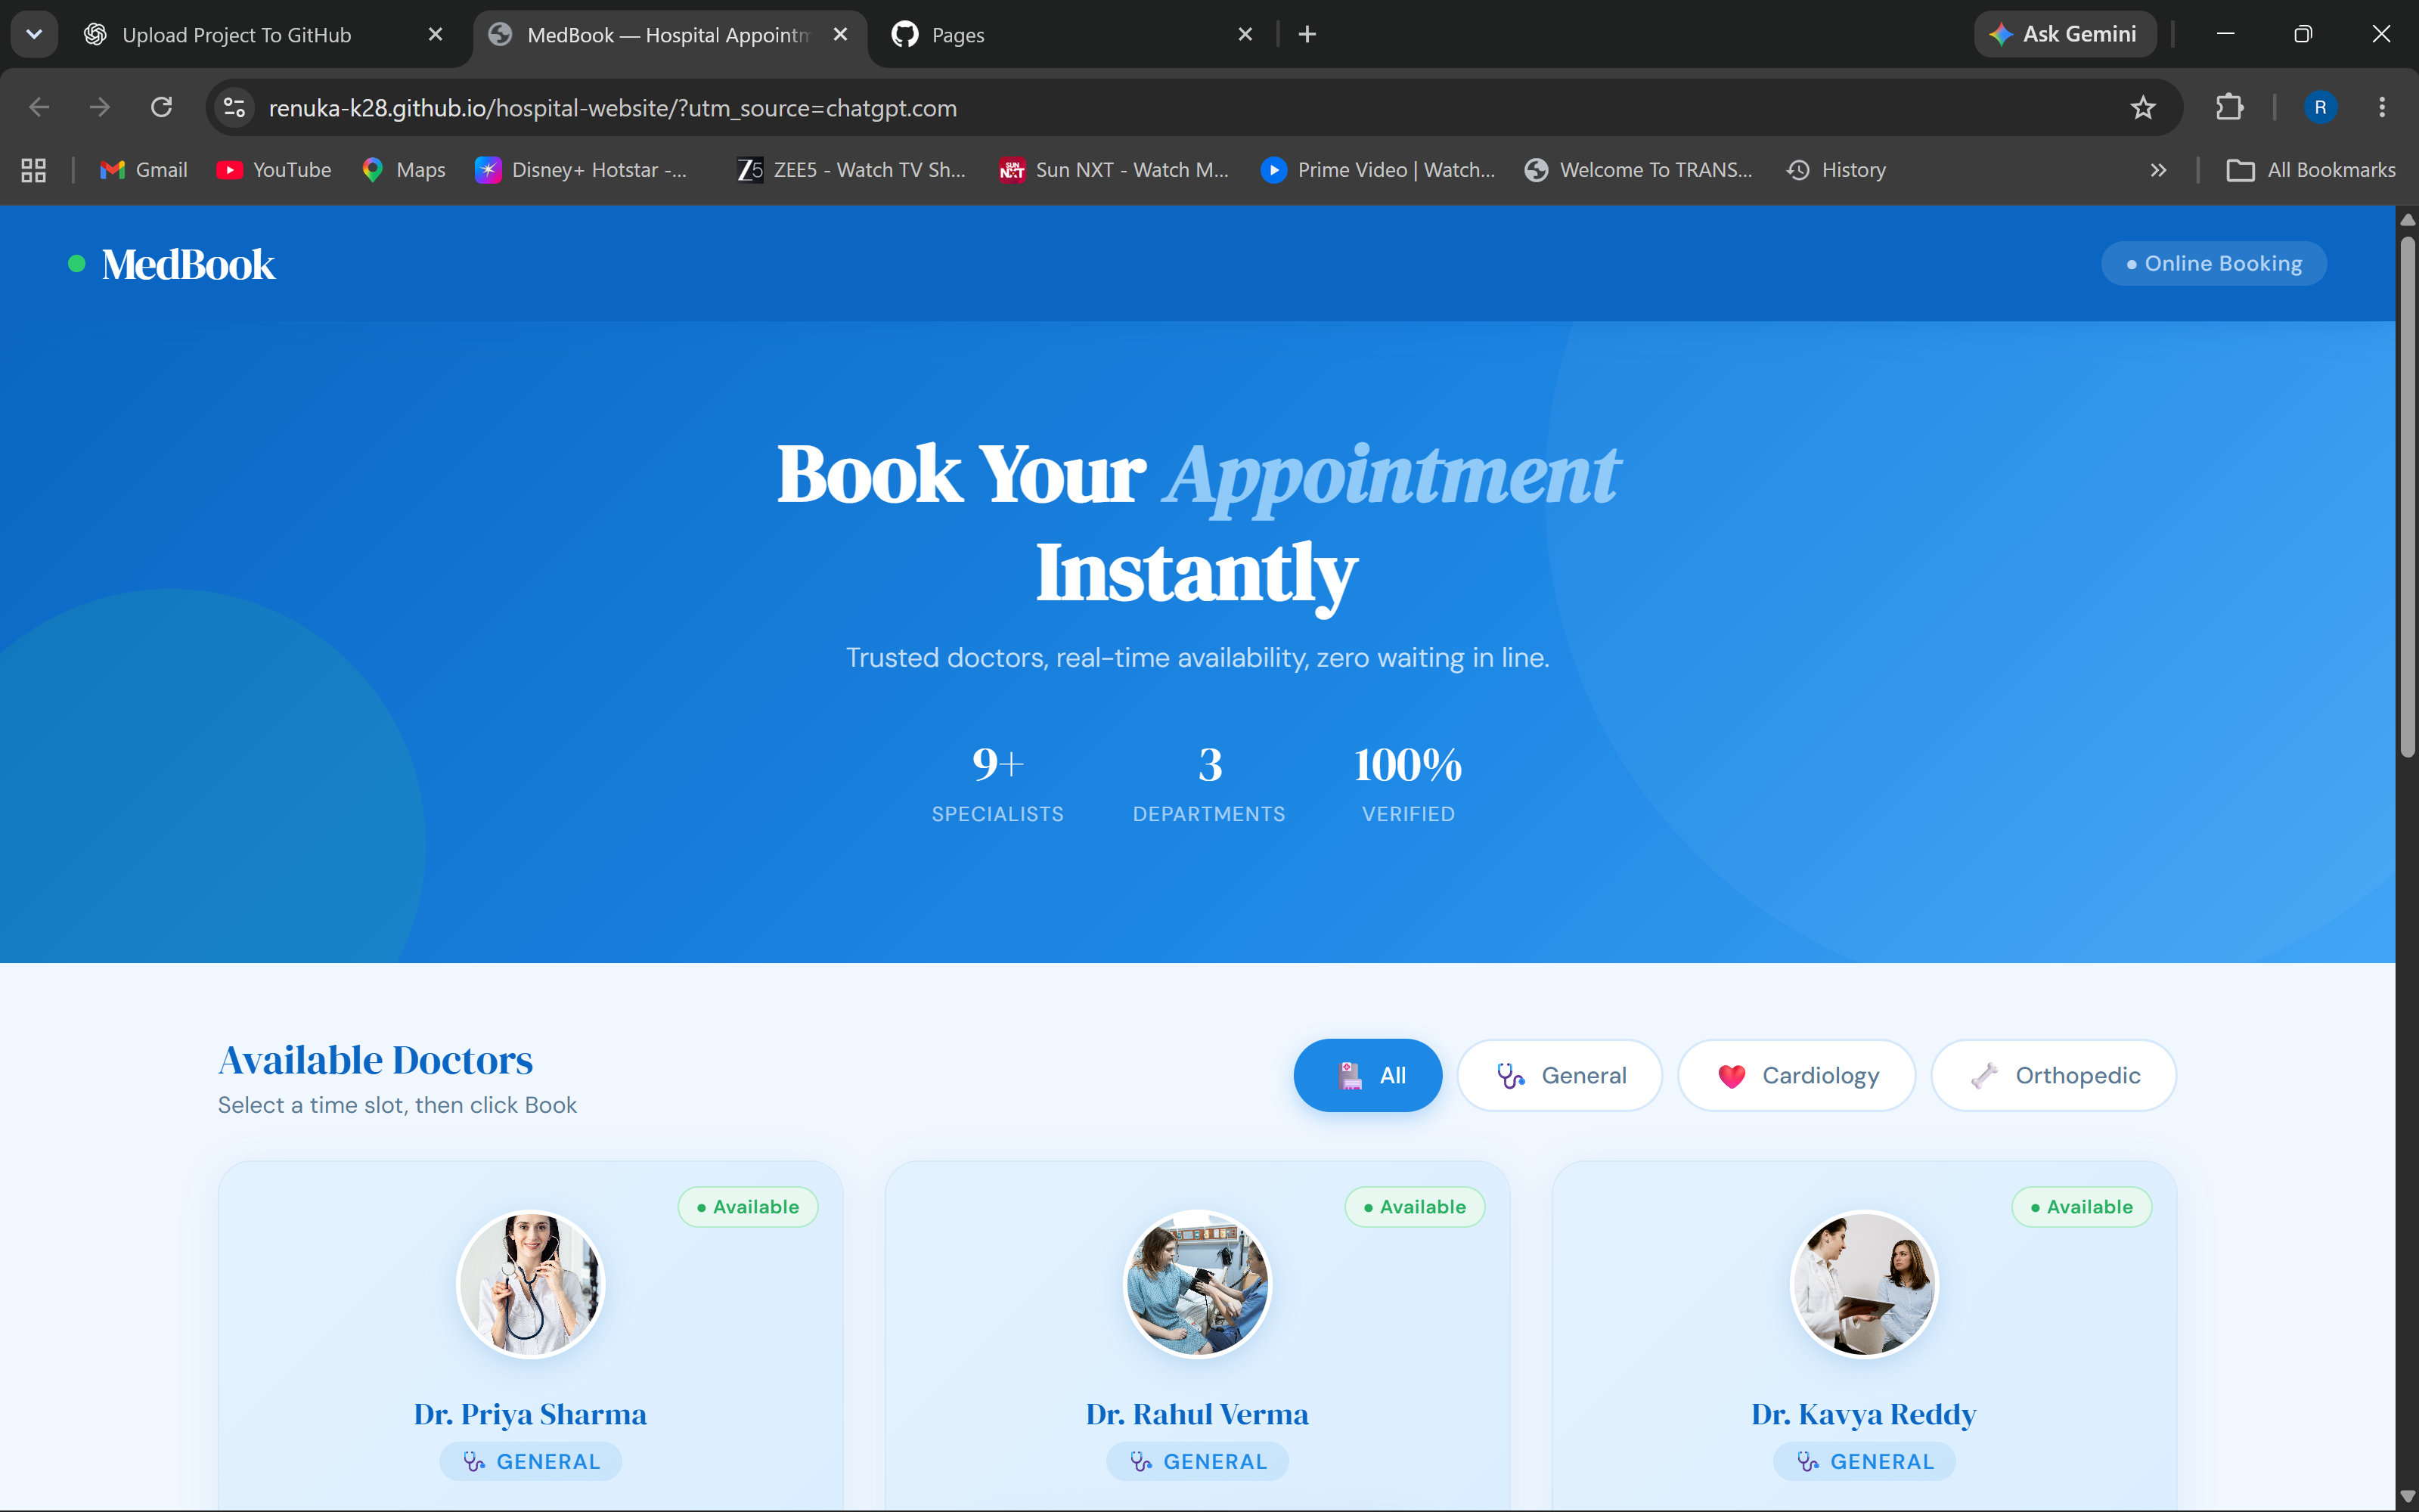 Upload Project To GitHub
MedBook — Hospital Appointm
Pages
Ask Gemini
renuka-k28.github.io/hospital-website/?utm_source=chatgpt.com
R
Gmail
YouTube
Maps
Disney+ Hotstar -...
Z5
ZEE5 - Watch TV Sh...
SUN NXT
Sun NXT - Watch M...
Prime Video | Watch...
Welcome To TRANS...
History
All Bookmarks
MedBook
Online Booking
Book Your Appointment
Instantly
Trusted doctors, real-time availability, zero waiting in line.
9+
SPECIALISTS
3
DEPARTMENTS
100%
VERIFIED
Available Doctors
Select a time slot, then click Book
All
General
Cardiology
Orthopedic
Available
Dr. Priya Sharma
GENERAL
Available
Dr. Rahul Verma
GENERAL
Available
Dr. Kavya Reddy
GENERAL